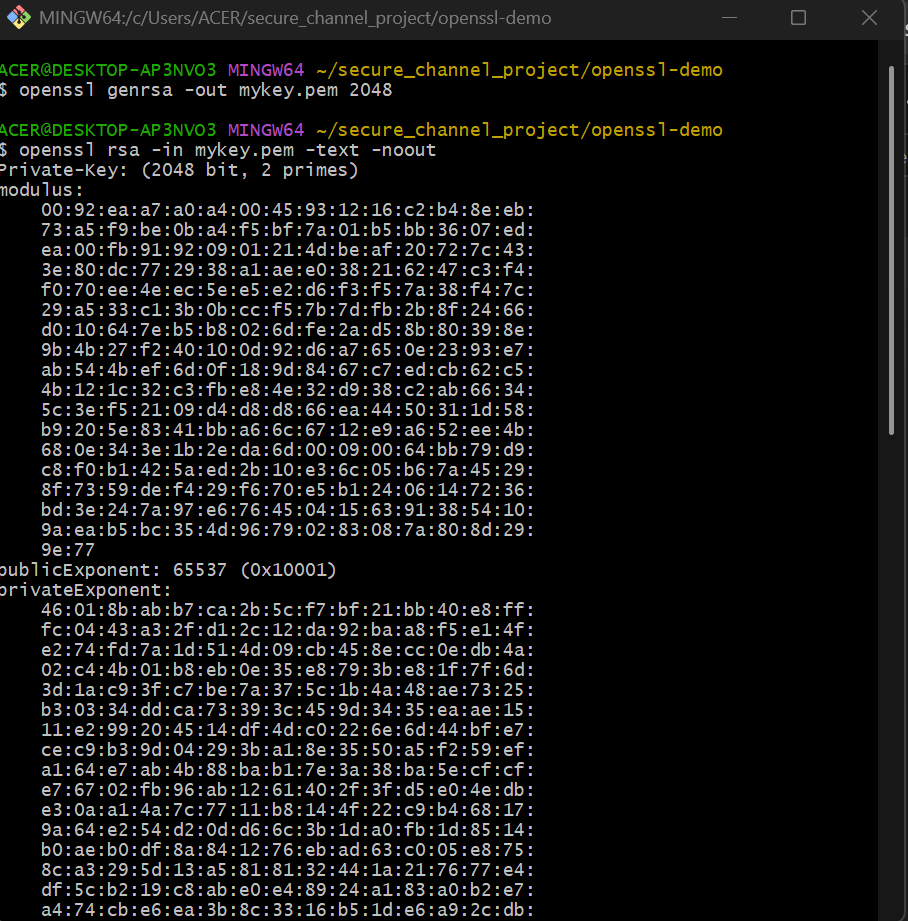 MINGW64:/c/Users/ACER/secure_channel_project/openssl-demo
ACER@DESKTOP-AP3NVO3 MINGW64 ~/secure_channel_project/openssl-demo
$ openssl genrsa -out mykey.pem 2048
ACER@DESKTOP-AP3NVO3 MINGW64 ~/secure_channel_project/openssl-demo
$ openssl rsa -in mykey.pem -text -noout
Private-Key: (2048 bit, 2 primes)
modulus:
00:92:ea:a7:a0:a4:00:45:93:12:16:c2:b4:8e:eb:
73:a5:f9:be:0b:a4:f5:bf:7a:01:b5:bb:36:07:ed:
ea:00:fb:91:92:09:01:21:4d:be:af:20:72:7c:43:
3e:80:dc:77:29:38:a1:ae:e0:38:21:62:47:c3:f4:
f0:70:ee:4e:ec:5e:e5:e2:d6:f3:f5:7a:38:f4:7c:
29:a5:33:c1:3b:0b:cc:f5:7b:7d:fb:2b:8f:24:66:
d0:10:64:7e:b5:b8:02:6d:fe:2a:d5:8b:80:39:8e:
9b:4b:27:f2:40:10:0d:92:d6:a7:65:0e:23:93:e7:
ab:54:4b:ef:6d:0f:18:9d:84:67:c7:ed:cb:62:c5:
4b:12:1c:32:c3:fb:e8:4e:32:d9:38:c2:ab:66:34:
5c:3e:f5:21:09:d4:d8:d8:66:ea:44:50:31:1d:58:
b9:20:5e:83:41:bb:a6:6c:67:12:e9:a6:52:ee:4b:
68:0e:34:3e:1b:2e:da:6d:00:09:00:64:bb:79:d9:
c8:f0:b1:42:5a:ed:2b:10:e3:6c:05:b6:7a:45:29:
8f:73:59:de:f4:29:f6:70:e5:b1:24:06:14:72:36:
bd:3e:24:7a:97:e6:76:45:04:15:63:91:38:54:10:
9a:ea:b5:bc:35:4d:96:79:02:83:08:7a:80:8d:29:
9e:77
publicExponent: 65537 (0x10001)
privateExponent:
46:01:8b:ab:b7:ca:2b:5c:f7:bf:21:bb:40:e8:ff:
fc:04:43:a3:2f:d1:2c:12:da:92:ba:a8:f5:e1:4f:
e2:74:fd:7a:1d:51:4d:09:cb:45:8e:cc:0e:db:4a:
02:c4:4b:01:b8:eb:0e:35:e8:79:3b:e8:1f:7f:6d:
3d:1a:c9:3f:c7:be:7a:37:5c:1b:4a:48:ae:73:25:
b3:03:34:dd:ca:73:39:3c:45:9d:34:35:ea:ae:15:
11:e2:99:20:45:14:df:4d:c0:22:6e:6d:44:bf:e7:
ce:c9:b3:9d:04:29:3b:a1:8e:35:50:a5:f2:59:ef:
a1:64:e7:ab:4b:88:ba:b1:7e:3a:38:ba:5e:cf:cf:
e7:67:02:fb:96:ab:12:61:40:2f:3f:d5:e0:4e:db:
e3:0a:a1:4a:7c:77:11:b8:14:4f:22:c9:b4:68:17:
9a:64:e2:54:d2:0d:d6:6c:3b:1d:a0:fb:1d:85:14:
b0:ae:b0:df:8a:84:12:76:eb:ad:63:c0:05:e8:75:
8c:a3:29:5d:13:a5:81:81:32:44:1a:21:76:77:e4:
df:5c:b2:19:c8:ab:e0:e4:89:24:a1:83:a0:b2:e7:
a4:74:cb:e6:ea:3b:8c:33:16:b5:1d:e6:a9:2c:db: